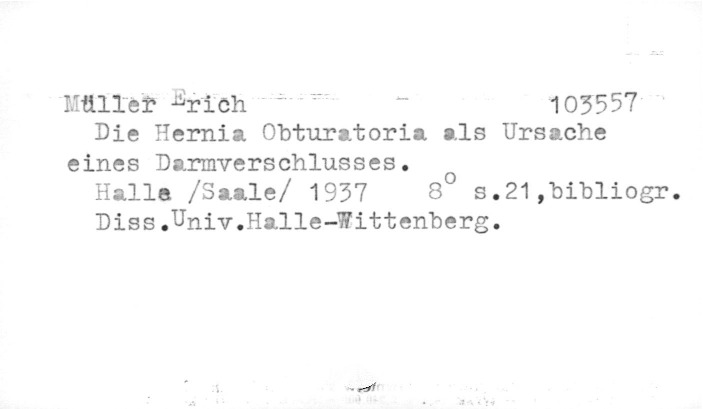 Müller Erich 103557
Die Hernia Obturatoria als Ursache
eines Darmverschlusses.
Halle /Saale/ 1937 8° s.21,bibliogr.
Diss.Univ.Halle-Wittenberg.